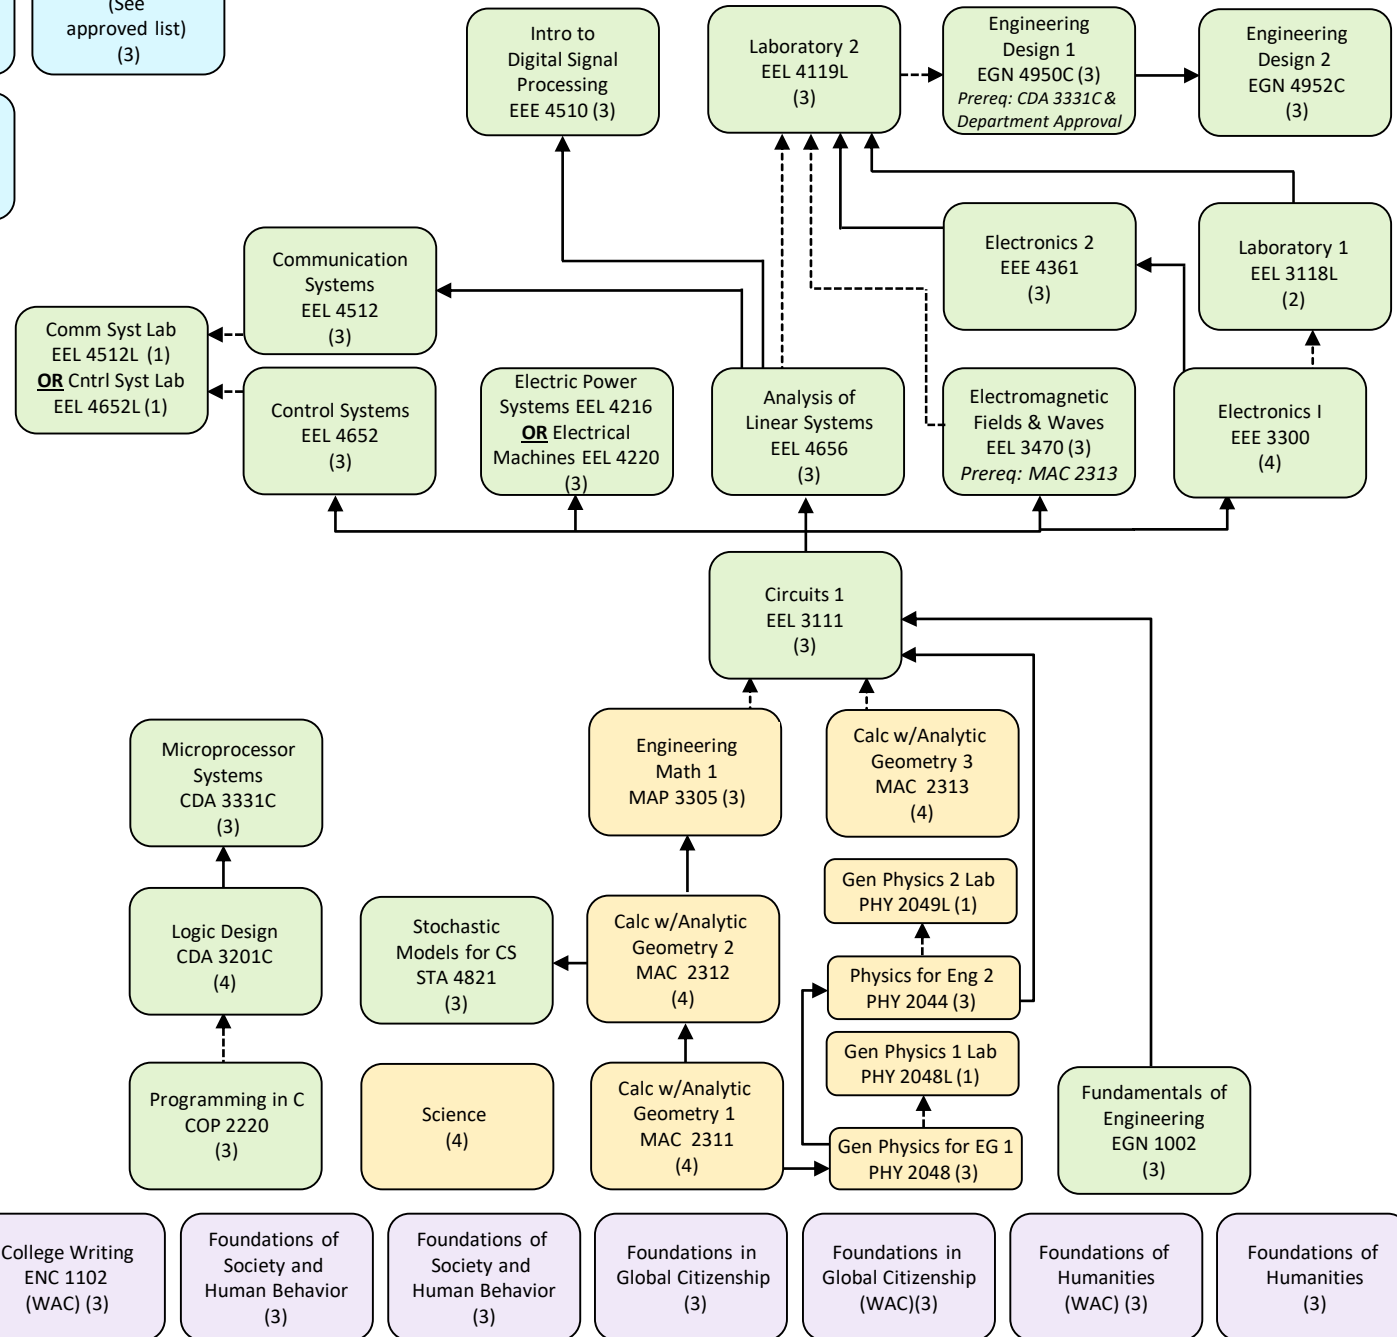 (See
approved list)
(3)
Intro to
Digital Signal
Processing
EEE 4510 (3)
Laboratory 2
EEL 4119L
(3)
Engineering
Design 1
EGN 4950C (3)
Prereq: CDA 3331C &
Department Approval
Engineering
Design 2
EGN 4952C
(3)
Communication
Systems
EEL 4512
(3)
Electronics 2
EEE 4361
(3)
Laboratory 1
EEL 3118L
(2)
Comm Syst Lab
EEL 4512L (1)
OR Cntrl Syst Lab
EEL 4652L (1)
Control Systems
EEL 4652
(3)
Electric Power
Systems EEL 4216
OR Electrical
Machines EEL 4220
(3)
Analysis of
Linear Systems
EEL 4656
(3)
Electromagnetic
Fields & Waves
EEL 3470 (3)
Prereq: MAC 2313
Electronics I
EEE 3300
(4)
Circuits 1
EEL 3111
(3)
Microprocessor
Systems
CDA 3331C
(3)
Engineering
Math 1
MAP 3305 (3)
Calc w/Analytic
Geometry 3
MAC 2313
(4)
Gen Physics 2 Lab
PHY 2049L (1)
Logic Design
CDA 3201C
(4)
Stochastic
Models for CS
STA 4821
(3)
Calc w/Analytic
Geometry 2
MAC 2312
(4)
Physics for Eng 2
PHY 2044 (3)
Gen Physics 1 Lab
PHY 2048L (1)
Programming in C
COP 2220
(3)
Science
(4)
Calc w/Analytic
Geometry 1
MAC 2311
(4)
Gen Physics for EG 1
PHY 2048 (3)
Fundamentals of
Engineering
EGN 1002
(3)
College Writing
ENC 1102
(WAC) (3)
Foundations of
Society and
Human Behavior
(3)
Foundations of
Society and
Human Behavior
(3)
Foundations in
Global Citizenship
(3)
Foundations in
Global Citizenship
(WAC)(3)
Foundations of
Humanities
(WAC) (3)
Foundations of
Humanities
(3)